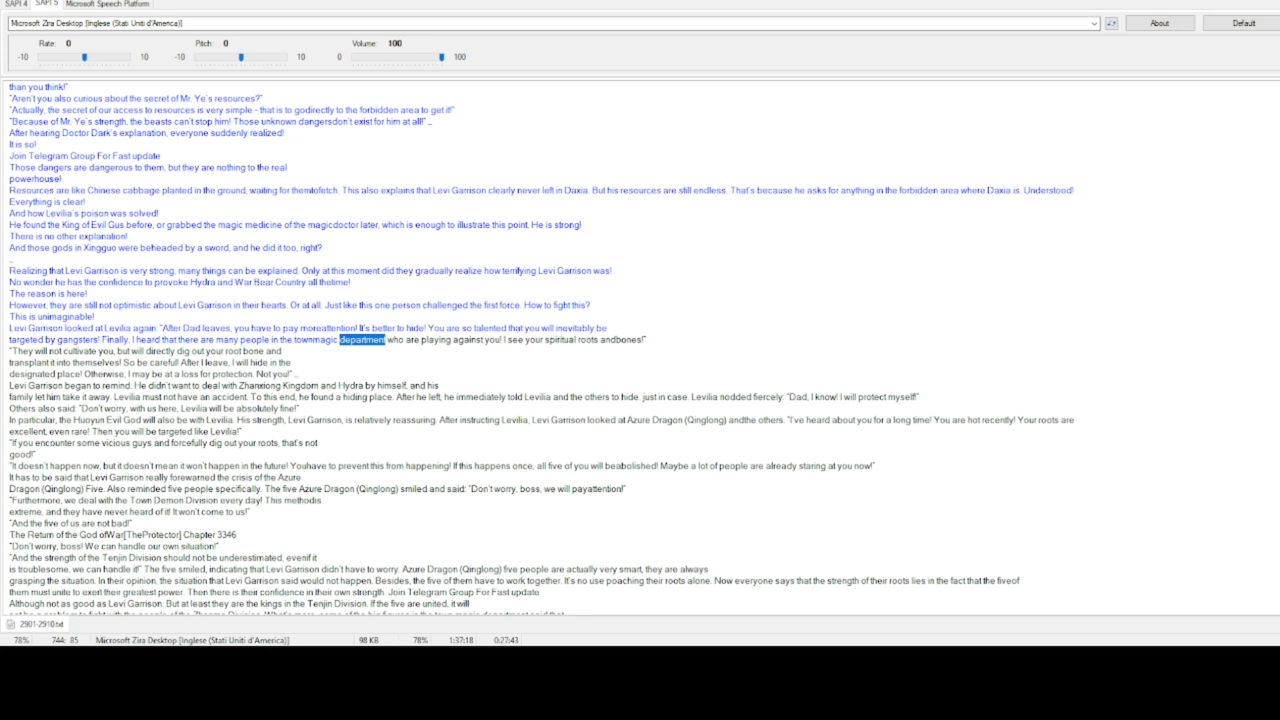 SAPI 4 SAPI 5 Microsoft Speech Platform
Microsoft Zira Desktop [Inglese (Stati Uniti d'America)] About Default
Rate: 0 Pitch: 0 Volume: 100
-10 10 -10 10 0 100
than you think!"
"Aren't you also curious about the secret of Mr. Ye's resources?"
"Actually, the secret of our access to resources is very simple - that is to godirectly to the forbidden area to get it!"
"Because of Mr. Ye's strength, the beasts can't stop him! Those unknown dangersdon't exist for him at all!" ..
After hearing Doctor Dark's explanation, everyone suddenly realized!
It is so!
Join Telegram Group For Fast update
Those dangers are dangerous to them, but they are nothing to the real
powerhouse!
Resources are like Chinese cabbage planted in the ground, waiting for themtofetch. This also explains that Levi Garrison clearly never left in Daxia. But his resources are still endless. That's because he asks for anything in the forbidden area where Daxia is. Understood!
Everything is clear!
And how Levilia's poison was solved!
He found the King of Evil Gus before, or grabbed the magic medicine of the magicdoctor later, which is enough to illustrate this point. He is strong!
There is no other explanation!
And those gods in Xingguo were beheaded by a sword, and he did it too, right?
..
Realizing that Levi Garrison is very strong, many things can be explained. Only at this moment did they gradually realize how terrifying Levi Garrison was!
No wonder he has the confidence to provoke Hydra and War Bear Country all thetime!
The reason is here!
However, they are still not optimistic about Levi Garrison in their hearts. Or at all. Just like this one person challenged the first force. How to fight this?
This is unimaginable!
Levi Garrison looked at Levilia again: "After Dad leaves, you have to pay moreattention! It's better to hide! You are so talented that you will inevitably be
targeted by gangsters! Finally, I heard that there are many people in the townmagic department who are playing against you! I see your spiritual roots andbones!"
"They will not cultivate you, but will directly dig out your root bone and
transplant it into themselves! So be careful! After I leave, I will hide in the
designated place! Otherwise, I may be at a loss for protection. Not you!" ..
Levi Garrison began to remind. He didn't want to deal with Zhanxiong Kingdom and Hydra by himself, and his
family let him take it away. Levilia must not have an accident. To this end, he found a hiding place. After he left, he immediately told Levilia and the others to hide. just in case. Levilia nodded fiercely: "Dad, I know! I will protect myself!"
Others also said: "Don't worry, with us here, Levilia will be absolutely fine!"
In particular, the Huoyun Evil God will also be with Levilia. His strength, Levi Garrison, is relatively reassuring. After instructing Levilia, Levi Garrison looked at Azure Dragon (Qinglong) andthe others. "I've heard about you for a long time! You are hot recently! Your roots are
excellent, even rare! Then you will be targeted like Levilia!"
"If you encounter some vicious guys and forcefully dig out your roots, that's not
good!"
"It doesn't happen now, but it doesn't mean it won't happen in the future! Youhave to prevent this from happening! If this happens once, all five of you will beabolished! Maybe a lot of people are already staring at you now!"
It has to be said that Levi Garrison really forewarned the crisis of the Azure
Dragon (Qinglong) Five. Also reminded five people specifically. The five Azure Dragon (Qinglong) smiled and said: "Don't worry, boss, we will payattention!"
"Furthermore, we deal with the Town Demon Division every day! This methodis
extreme, and they have never heard of it! It won't come to us!"
"And the five of us are not bad!"
The Return of the God ofWar[TheProtector] Chapter 3346
"Don't worry, boss! We can handle our own situation!"
"And the strength of the Tenjin Division should not be underestimated, evenif it
is troublesome, we can handle it!" The five smiled, indicating that Levi Garrison didn't have to worry. Azure Dragon (Qinglong) five people are actually very smart, they are always
grasping the situation. In their opinion, the situation that Levi Garrison said would not happen. Besides, the five of them have to work together. It's no use poaching their roots alone. Now everyone says that the strength of their roots lies in the fact that the fiveof
them must unite to exert their greatest power. Then there is their confidence in their own strength. Join Telegram Group For Fast update
Although not as good as Levi Garrison. But at least they are the kings in the Tenjin Division. If the five are united, it will
2901-2910.txt
78% 744: 85 Microsoft Zira Desktop [Inglese (Stati Uniti d'America)] 98 KB 78% 1:37:18 0:27:43